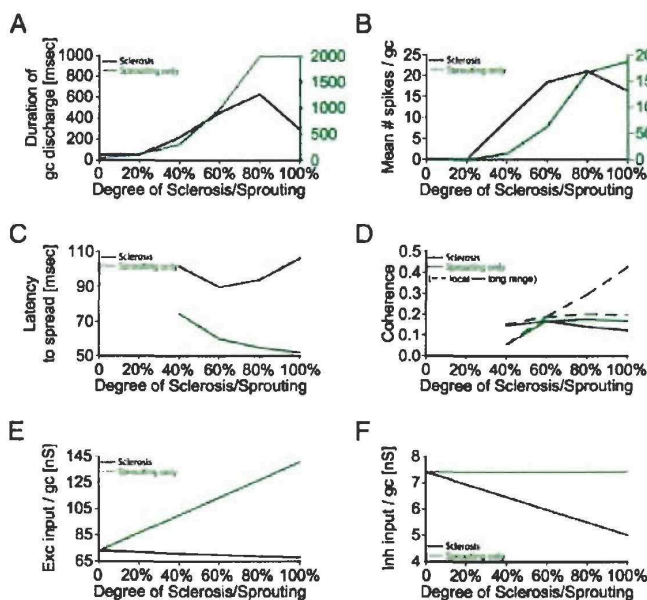 A
Duration of
gc discharge [msec]
1000
800
600
400
200
0
Sclerosis
Sprouting only
2000
1500
1000
500
0
0 20% 40% 60% 80% 100%
Degree of Sclerosis/Sprouting
B
Mean # spikes / gc
25
20
15
10
5
0
Sclerosis
Sprouting only
0 20% 40% 60% 80% 100%
Degree of Sclerosis/Sprouting
C
Latency
to spread [msec]
110
90
70
50
Sclerosis
Sprouting only
0 20% 40% 60% 80% 100%
Degree of Sclerosis/Sprouting
D
Coherence
0.5
0.4
0.3
0.2
0.1
0.0
Sclerosis
Sprouting only
( local long range)
0 20% 40% 60% 80% 100%
Degree of Sclerosis/Sprouting
E
Exc input / gc [nS]
145
125
105
85
65
Sclerosis
Sprouting only
0 20% 40% 60% 80% 100%
Degree of Sclerosis/Sprouting
F
Inh input / gc [nS]
8
7
6
5
4
Sclerosis
Sprouting only
0 20% 40% 60% 80% 100%
Degree of Sclerosis/Sprouting